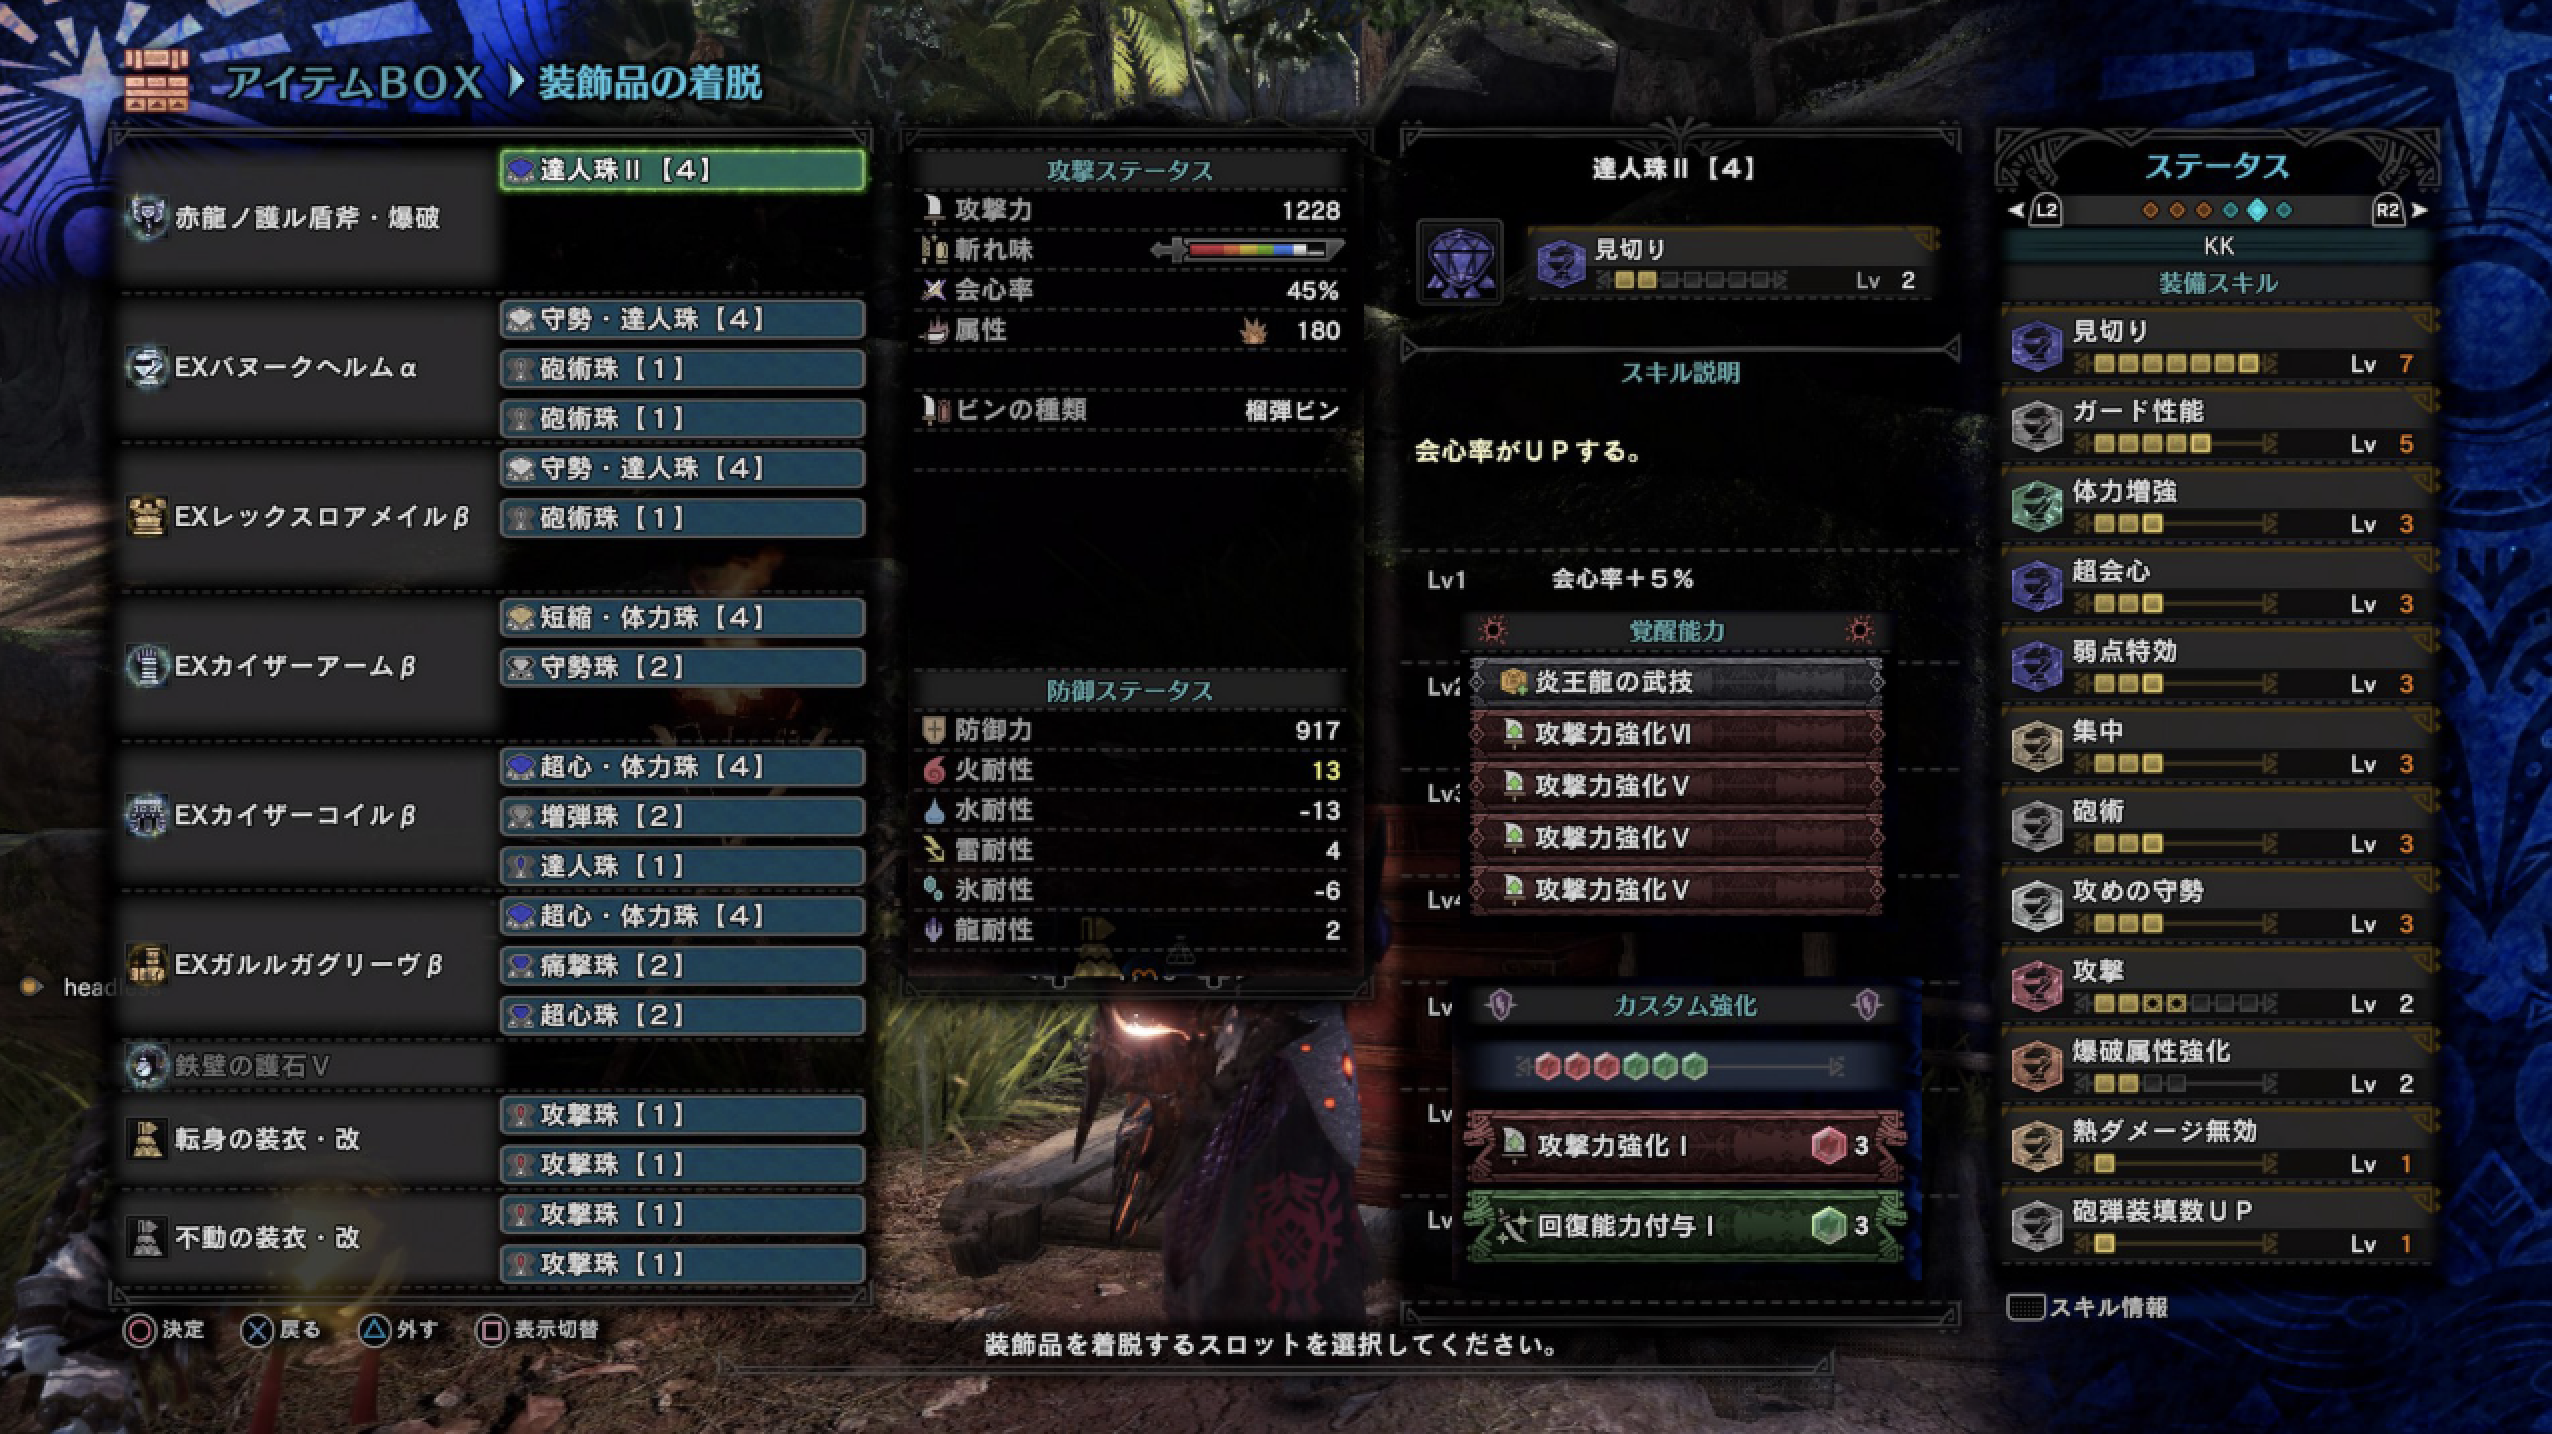 アイテムBOX 装飾品の着脱
赤龍ノ護ル盾斧・爆破
達人珠Ⅱ【4】
EXバヌークヘルムα
守勢・達人珠【4】
砲術珠【1】
砲術珠【1】
EXレックスロアメイルβ
守勢・達人珠【4】
砲術珠【1】
EXカイザーアームβ
短縮・体力珠【4】
守勢珠【2】
EXカイザーコイルβ
超心・体力珠【4】
増弾珠【2】
達人珠【1】
EXガルルガグリーヴβ
超心・体力珠【4】
痛撃珠【2】
超心珠【2】
鉄壁の護石Ⅴ
転身の装衣・改
攻撃珠【1】
攻撃珠【1】
不動の装衣・改
攻撃珠【1】
攻撃珠【1】
決定 戻る 外す 表示切替
攻撃ステータス
攻撃力 1228
斬れ味
会心率 45%
属性 180
ビンの種類 榴弾ビン
防御ステータス
防御力 917
火耐性 13
水耐性 -13
雷耐性 4
氷耐性 -6
龍耐性 2
達人珠Ⅱ【4】
見切り
Lv 2
スキル説明
会心率がUPする。
Lv1 会心率+5%
Lv2
Lv3
Lv4
Lv
Lv
Lv
覚醒能力
炎王龍の武技
攻撃力強化Ⅵ
攻撃力強化Ⅴ
攻撃力強化Ⅴ
攻撃力強化Ⅴ
カスタム強化
攻撃力強化Ⅰ 3
回復能力付与Ⅰ 3
装飾品を着脱するスロットを選択してください。
ステータス
L2 R2
KK
装備スキル
見切り
Lv 7
ガード性能
Lv 5
体力増強
Lv 3
超会心
Lv 3
弱点特効
Lv 3
集中
Lv 3
砲術
Lv 3
攻めの守勢
Lv 3
攻撃
Lv 2
爆破属性強化
Lv 2
熱ダメージ無効
Lv 1
砲弾装填数UP
Lv 1
スキル情報